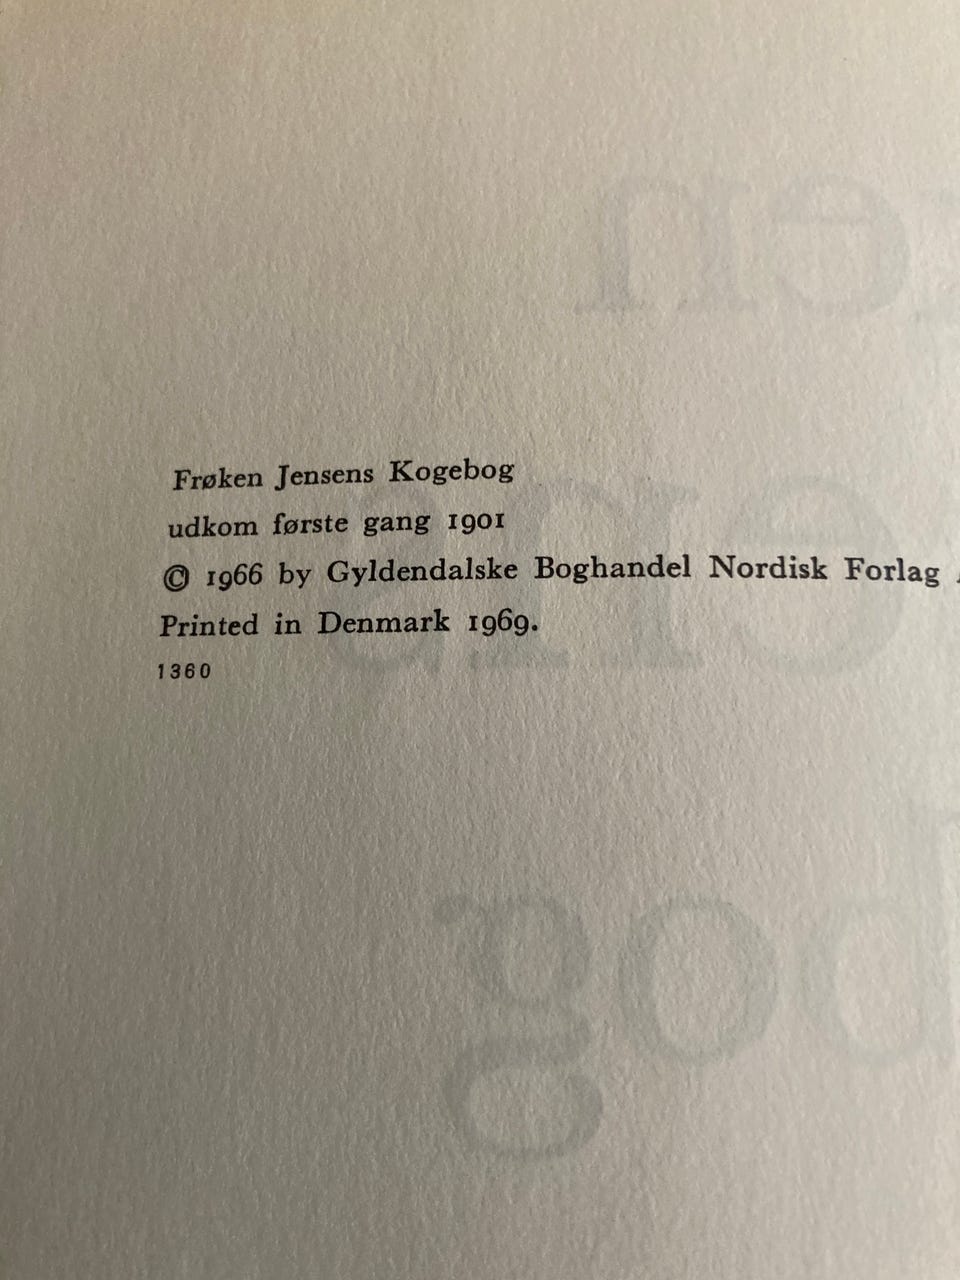 Frøken Jensens Kogebog
udkom første gang 1901
© 1966 by Gyldendalske Boghandel Nordisk Forlag
Printed in Denmark 1969.
1360